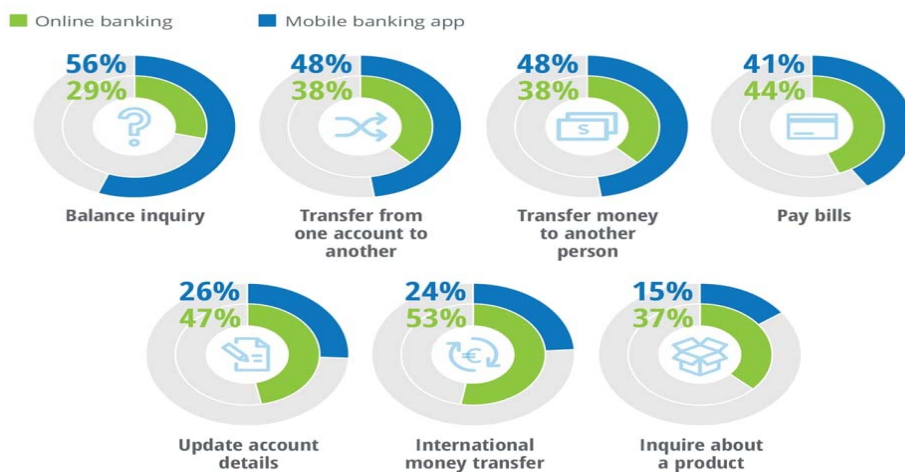 Online banking
Mobile banking app
56%
29%
Balance inquiry
48%
38%
Transfer from
one account to
another
48%
38%
S
Transfer money
to another
person
41%
44%
Pay bills
26%
47%
Update account
details
24%
53%
€
International
money transfer
15%
37%
Inquire about
a product